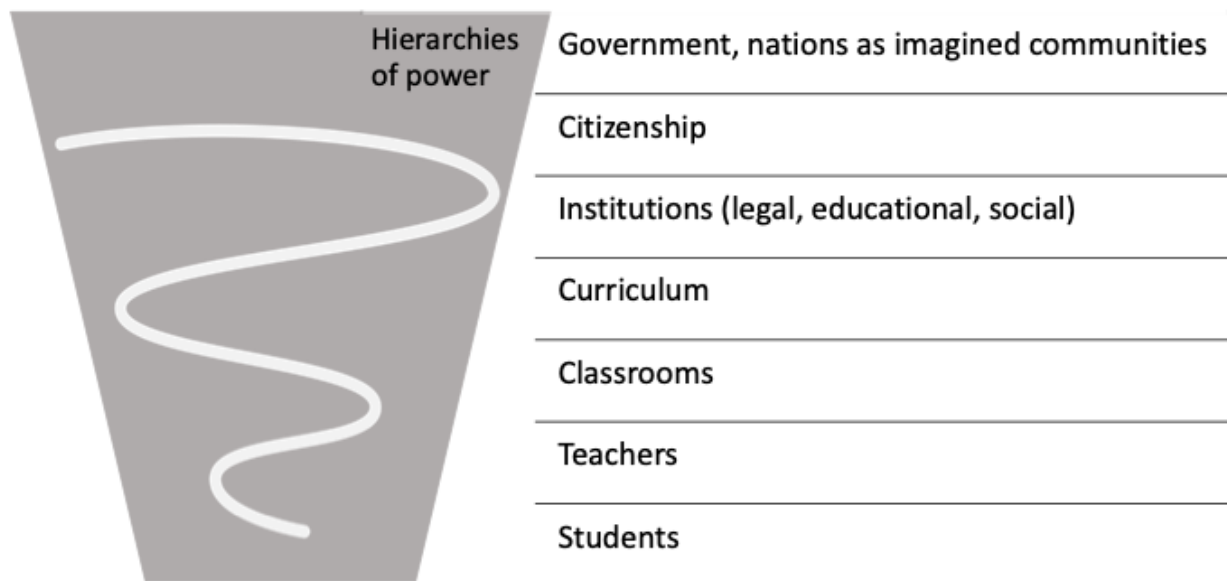 Hierarchies
of power
Government, nations as imagined communities
Citizenship
Institutions (legal, educational, social)
Curriculum
Classrooms
Teachers
Students